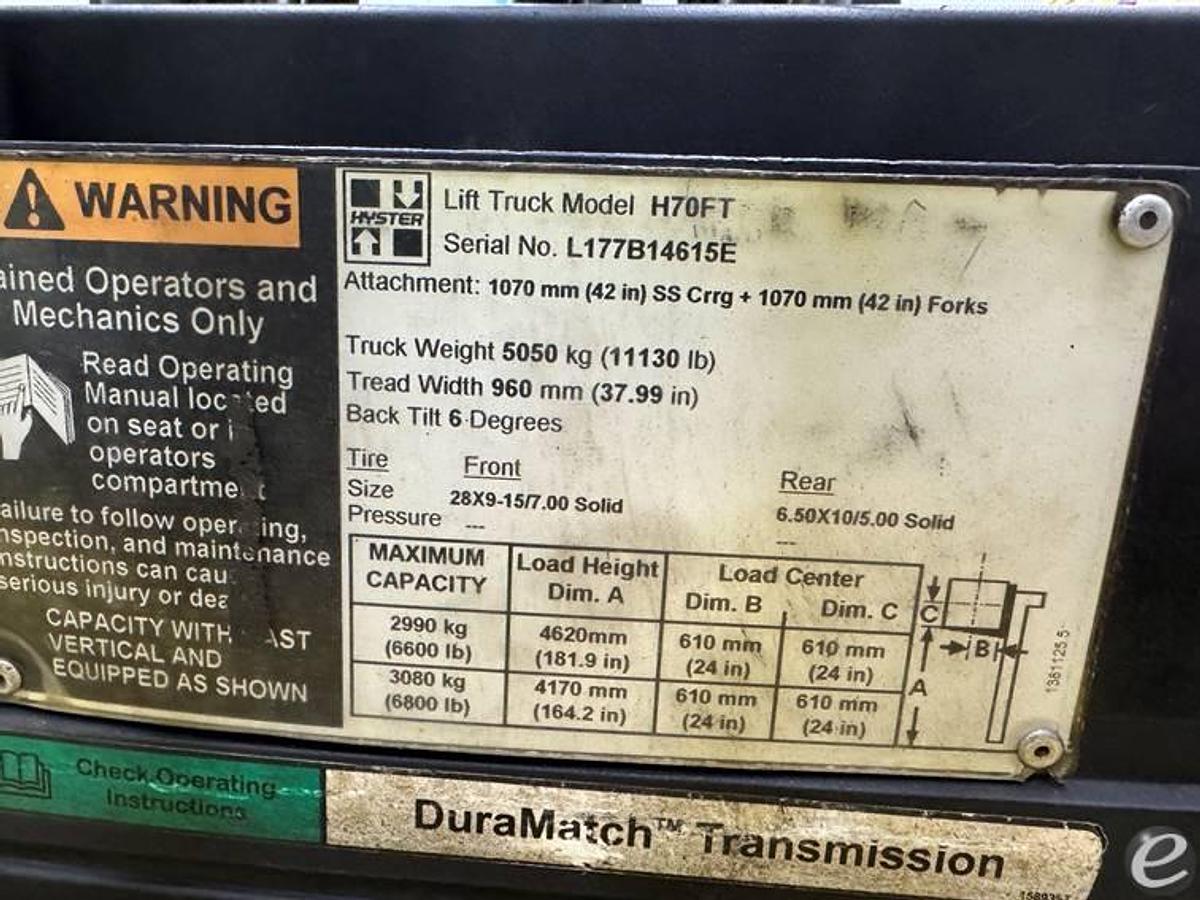 WARNING
ained Operators and
Mechanics Only
Read Operating
Manual located
on seat or i
operators
compartme t
ailure to follow operating,
nspection, and maintenance
nstructions can cau
serious injury or dea
CAPACITY WITH AST
VERTICAL AND
EQUIPPED AS SHOWN
HYSTER
Lift Truck Model H70FT
Serial No. L177B14615E
Attachment: 1070 mm (42 in) SS Crrg + 1070 mm (42 in) Forks
Truck Weight 5050 kg (11130 lb)
Tread Width 960 mm (37.99 in)
Back Tilt 6 Degrees
Tire Front Rear
Size 28X9-15/7.00 Solid 6.50X10/5.00 Solid
Pressure --- ---
MAXIMUM CAPACITY Load Height Dim. A Load Center Dim. B Dim. C
2990 kg 4620mm 610 mm 610 mm
(6600 lb) (181.9 in) (24 in) (24 in)
3080 kg 4170 mm 610 mm 610 mm
(6800 lb) (164.2 in) (24 in) (24 in)
C
B
A
1381125 5
Check Operating
Instructions
DuraMatch™ Transmission
e